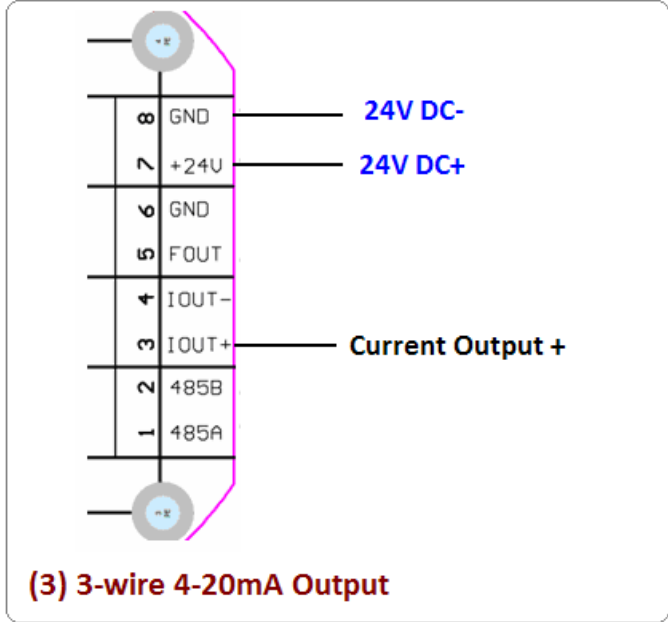 8 GND 24V DC-
7 +24V 24V DC+
6 GND
5 FOUT
4 IOUT-
3 IOUT+ Current Output +
2 485B
1 485A
(3) 3-wire 4-20mA Output